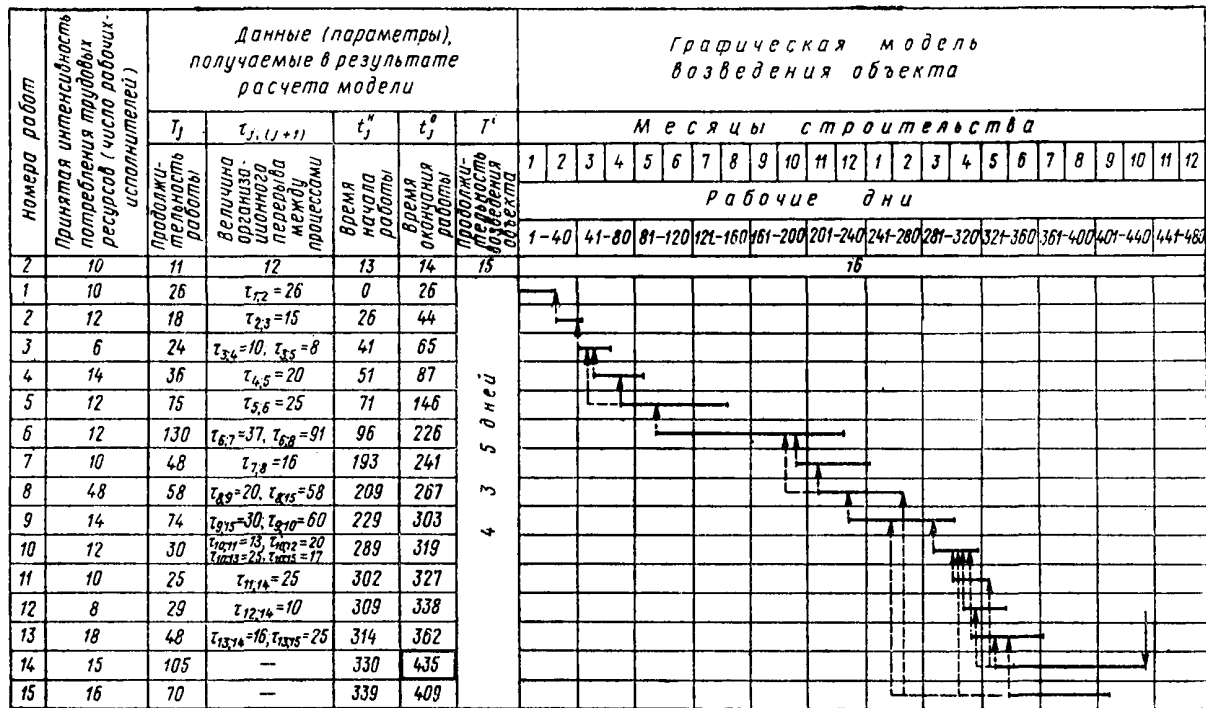 Номера работ
Принятая интенсивность потребления трудовых ресурсов (число рабочих-исполнителей)
Данные (параметры),
получаемые в результате
расчета модели
Графическая модель
возведения объекта
T_j τ_{j,(j+1)} t_j^н t_j^о T^i
Месяцы строительства
Продолжи-
тельность
работы
Величина
организа-
ционного
перерыва
между
процессами
Время
начала
работы
Время
окончания
работы
Продолжи-
тельность
возведения
объекта
1 2 3 4 5 6 7 8 9 10 11 12 1 2 3 4 5 6 7 8 9 10 11 12
Рабочие дни
1-40 41-80 81-120 121-160 161-200 201-240 241-280 281-320 321-360 361-400 401-440 441-480
2 10 11 12 13 14 15 16
1 10 26 τ1,2=26 0 26
2 12 18 τ2;3=15 26 44
3 6 24 τ3;4=10, τ3;5=8 41 65
4 14 36 τ4,5=20 51 87
5 12 75 τ5,6=25 71 146
6 12 130 τ6;7=37, τ6;8=91 96 226
7 10 48 τ7,8=16 193 241
8 48 58 τ8,9=20, τ8,15=58 209 267
9 14 74 τ9,15=30; τ9;10=60 229 303
10 12 30 τ10;11=13, τ10;12=20 289 319
τ10;13=25, τ10;15=17
11 10 25 τ11,14=25 302 327
12 8 29 τ12,14=10 309 338
13 18 48 τ13;14=16, τ13;15=25 314 362
14 15 105 — 330 435
15 16 70 — 339 409
435 дней